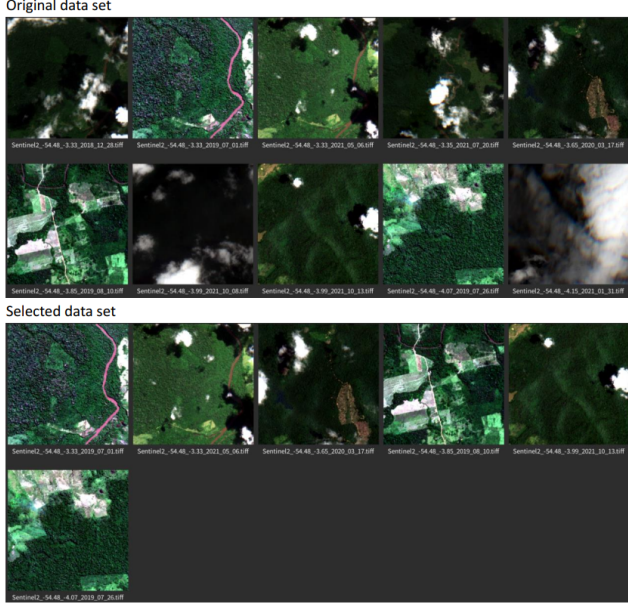 Original data set
Sentinel2_-54.48_-3.33_2018_12_28.tiff
Sentinel2_-54.48_-3.33_2019_07_01.tiff
Sentinel2_-54.48_-3.33_2021_05_06.tiff
Sentinel2_-54.48_-3.35_2021_07_20.tiff
Sentinel2_-54.48_-3.65_2020_03_17.tiff
Sentinel2_-54.48_-3.85_2019_08_10.tiff
Sentinel2_-54.48_-3.99_2021_10_08.tiff
Sentinel2_-54.48_-3.99_2021_10_13.tiff
Sentinel2_-54.48_-4.07_2019_07_26.tiff
Sentinel2_-54.48_-4.15_2021_01_31.tiff
Selected data set
Sentinel2_-54.48_-3.33_2019_07_01.tiff
Sentinel2_-54.48_-3.33_2021_05_06.tiff
Sentinel2_-54.48_-3.65_2020_03_17.tiff
Sentinel2_-54.48_-3.85_2019_08_10.tiff
Sentinel2_-54.48_-3.99_2021_10_13.tiff
Sentinel2_-54.48_-4.07_2019_07_26.tiff